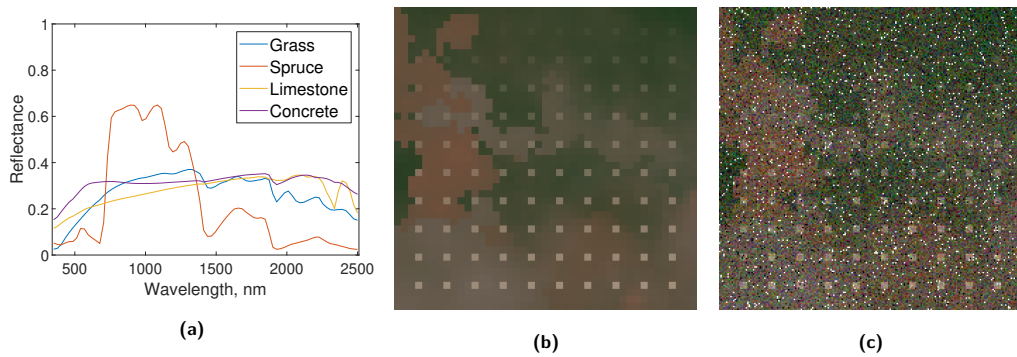 1
0.8
0.6
0.4
0.2
0
Reflectance
Grass
Spruce
Limestone
Concrete
500 1000 1500 2000 2500
Wavelength, nm
(a) (b) (c)